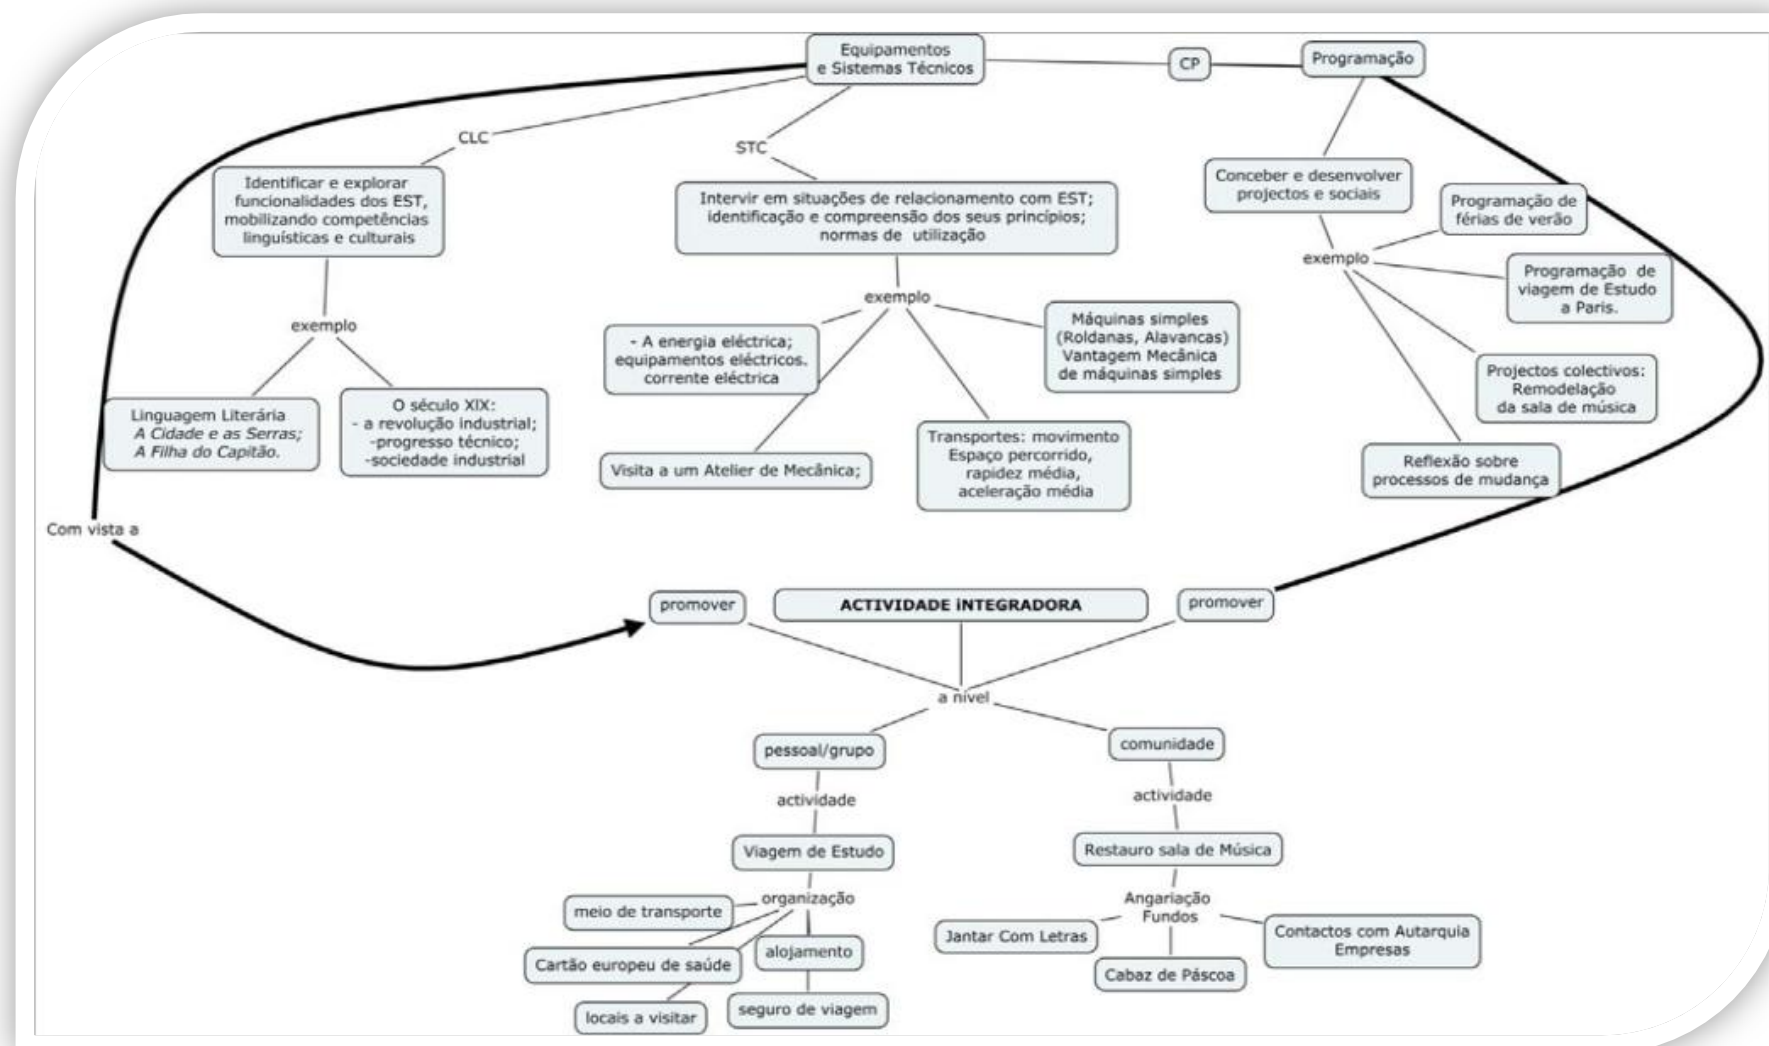 Equipamentos
e Sistemas Técnicos
CP
Programação
CLC
STC
Identificar e explorar
funcionalidades dos EST,
mobilizando competências
linguísticas e culturais
Intervir em situações de relacionamento com EST;
identificação e compreensão dos seus princípios;
normas de utilização
Conceber e desenvolver
projectos e sociais
exemplo
Linguagem Literária
A Cidade e as Serras;
A Filha do Capitão.
O século XIX:
- a revolução industrial;
-progresso técnico;
-sociedade industrial
exemplo
- A energia eléctrica;
equipamentos eléctricos.
corrente eléctrica
Máquinas simples
(Roldanas, Alavancas)
Vantagem Mecânica
de máquinas simples
Visita a um Atelier de Mecânica;
Transportes: movimento
Espaço percorrido,
rapidez média,
aceleração média
exemplo
Programação de
férias de verão
Programação de
viagem de Estudo
a Paris.
Projectos colectivos:
Remodelação
da sala de música
Reflexão sobre
processos de mudança
Com vista a
promover
ACTIVIDADE iNTEGRADORA
promover
a nível
pessoal/grupo
comunidade
actividade
actividade
Viagem de Estudo
Restauro sala de Música
organização
meio de transporte
Cartão europeu de saúde
alojamento
locais a visitar
seguro de viagem
Angariação
Fundos
Jantar Com Letras
Cabaz de Páscoa
Contactos com Autarquia
Empresas